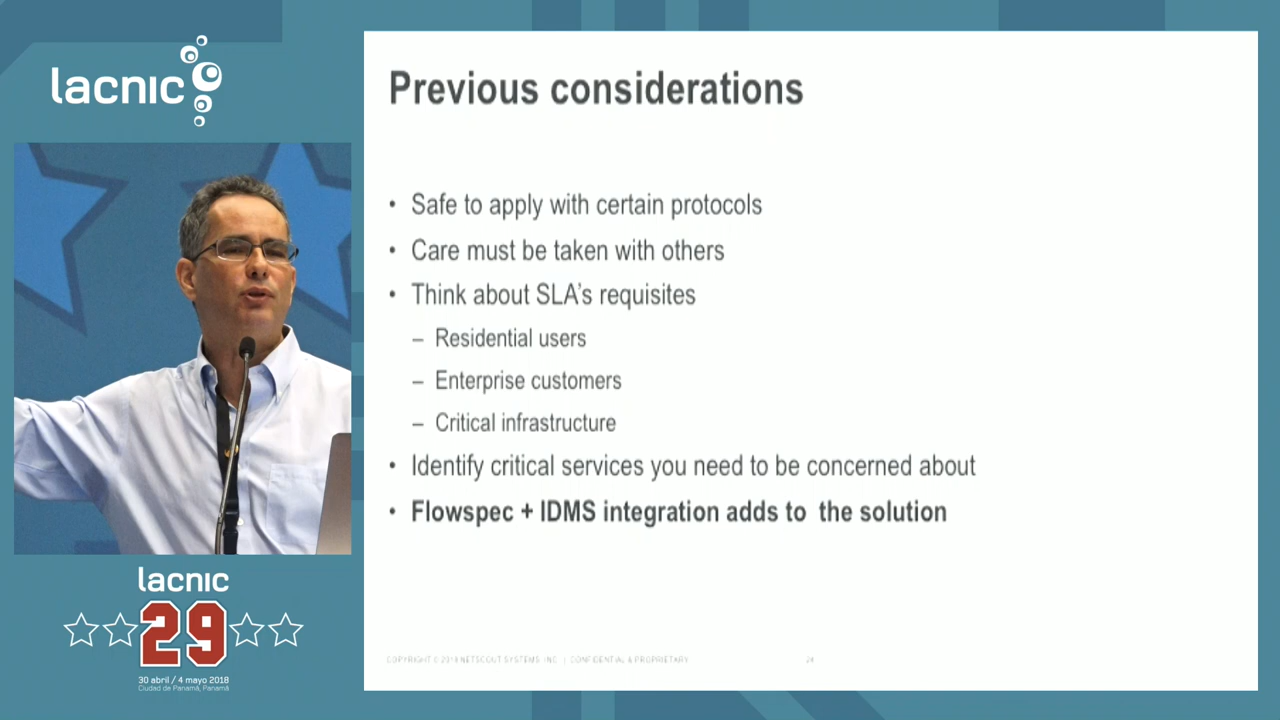 lacnic
Previous considerations
• Safe to apply with certain protocols
• Care must be taken with others
• Think about SLA's requisites
– Residential users
– Enterprise customers
– Critical infrastructure
• Identify critical services you need to be concerned about
• Flowspec + IDMS integration adds to the solution
COPYRIGHT © 2018 NETSCOUT SYSTEMS, INC. | CONFIDENTIAL & PROPRIETARY
24
lacnic
29
30 abril / 4 mayo 2018
Ciudad de Panamá, Panamá